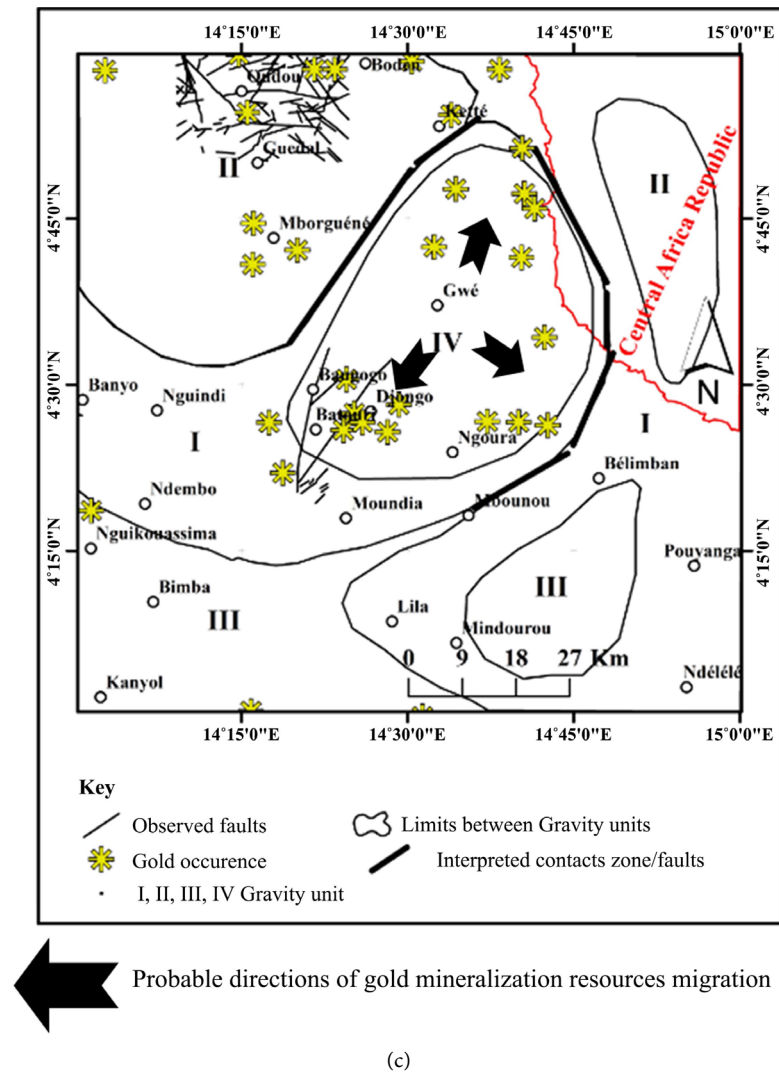 14˚15'0"E 14˚30'0"E 14˚45'0"E 15˚0'0"E
Bodou
Oudou
Kétté
Guedal
II
II
Central Africa Republic
4˚45'0"N 4˚45'0"N
Mborguéné
Gwé
IV
4˚30'0"N 4˚30'0"N
Banyo
Nguindi
Bangogo
Djongo
Batouri
N
I
I
Ngoura
Bélimban
Ndembo
Moundia
Mbounou
4˚15'0"N 4˚15'0"N
Nguikouassima
Pouyanga
Bimba
III
III
Lila
Mindourou
0 9 18 27 Km
Kanyol
Ndélélé
14˚15'0"E 14˚30'0"E 14˚45'0"E 15˚0'0"E
Key
Observed faults Limits between Gravity units
Gold occurence Interpreted contacts zone/faults
I, II, III, IV Gravity unit
Probable directions of gold mineralization resources migration
(c)